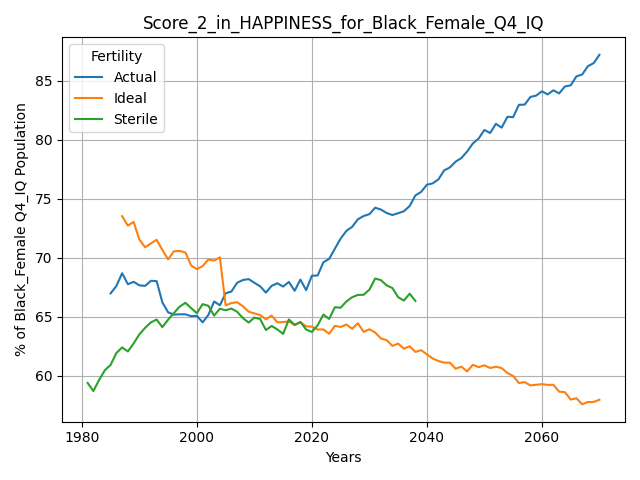 Score_2_in_HAPPINESS_for_Black_Female_Q4_IQ
Fertility
Actual
Ideal
Sterile
% of Black_Female Q4_IQ Population
85
80
75
70
65
60
1980
2000
2020
2040
2060
Years